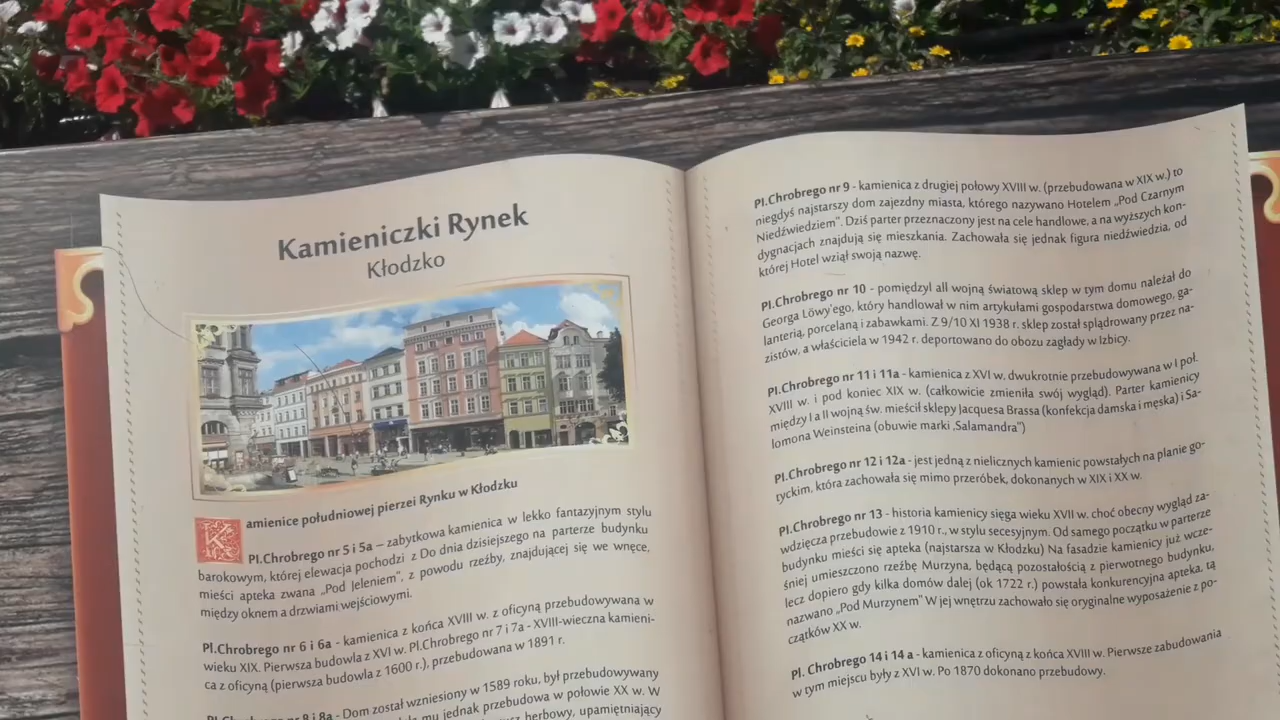 Kamieniczki Rynek
Kłodzko
Kamienice południowej pierzei Rynku w Kłodzku
Pl.Chrobrego nr 5 i 5a – zabytkowa kamienica w lekko fantazyjnym stylu
barokowym, której elewacja pochodzi z Do dnia dzisiejszego na parterze budynku
mieści apteka zwana „Pod Jeleniem", z powodu rzeźby, znajdującej się we wnęce,
między oknem a drzwiami wejściowymi.
Pl.Chrobrego nr 6 i 6a - kamienica z końca XVIII w. z oficyną przebudowaną w
wieku XIX. Pierwsza budowla z XVI w. Pl.Chrobrego nr 7 i 7a - XVIII-wieczna kamieni-
ca z oficyną (pierwsza budowla z 1600 r.), przebudowana w 1891 r.
Pl.Chrobrego nr 8 i 8a - Dom został wzniesiony w 1589 roku, był przebudowywany
mu jednak przebudowa w połowie XX w. W
herbowy, upamiętniający
Pl.Chrobrego nr 9 - kamienica z drugiej połowy XVIII w. (przebudowana w XIX w.) to
niegdyś najstarszy dom zajezdny miasta, którego nazywano Hotelem „Pod Czarnym
Niedźwiedziem". Dziś parter przeznaczony jest na cele handlowe, a na wyższych kon-
dygnacjach znajdują się mieszkania. Zachowała się jednak figura niedźwiedzia, od
której Hotel wziął swoją nazwę.
Pl.Chrobrego nr 10 - pomiędzyI aII wojną światową sklep w tym domu należał do
Georga Löwy'ego, który handlował w nim artykułami gospodarstwa domowego, ga-
lanterią, porcelaną i zabawkami. Z 9/10 XI 1938 r. sklep został splądrowany przez na-
zistów, a właściciela w 1942 r. deportowano do obozu zagłady w Izbicy.
Pl.Chrobrego nr 11 i 11a - kamienica z XVI w. dwukrotnie przebudowywana w I poł.
XVIII w. i pod koniec XIX w. (całkowicie zmieniła swój wygląd). Parter kamienicy
między I a II wojną św. mieścił sklepy Jacquesa Brassa (konfekcja damska i męska) i Sa-
lomona Weinsteina (obuwie marki „Salamandra")
Pl.Chrobrego nr 12 i 12a - jest jedną z nielicznych kamienic powstałych na planie go-
tyckim, która zachowała się mimo przeróbek, dokonanych w XIX i XX w.
Pl.Chrobrego nr 13 - historia kamienicy sięga wieku XVII w. choć obecny wygląd za-
wdzięcza przebudowie z 1910 r., w stylu secesyjnym. Od samego początku w parterze
budynku mieści się apteka (najstarsza w Kłodzku) Na fasadzie kamienicy już wcze-
śniej umieszczono rzeźbę Murzyna, będącą pozostałością z pierwotnego budynku,
lecz dopiero gdy kilka domów dalej (ok 1722 r.) powstała konkurencyjna apteka, tą
nazwano „Pod Murzynem" W jej wnętrzu zachowało się oryginalne wyposażenie z po-
czątków XX w.
Pl. Chrobrego 14 i 14 a - kamienica z oficyną z końca XVIII w. Pierwsze zabudowania
w tym miejscu były z XVI w. Po 1870 dokonano przebudowy.